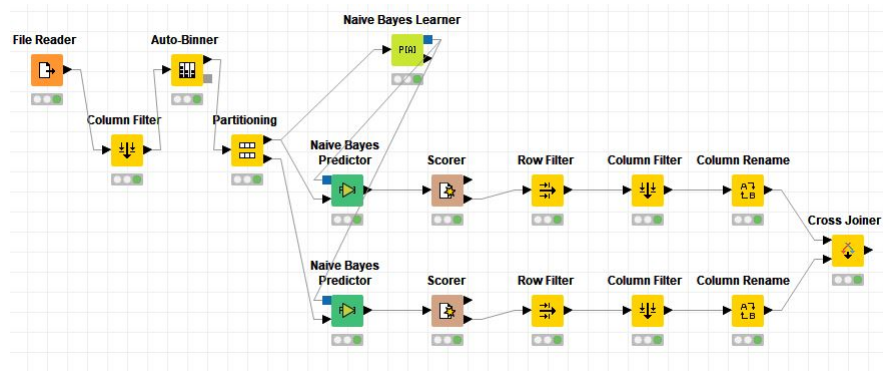 Naive Bayes Learner
File Reader
Auto-Binner
P[A]
Column Filter
Partitioning
Naive Bayes
Predictor
Scorer
Row Filter
Column Filter
Column Rename
A
B
Cross Joiner
Naive Bayes
Predictor
Scorer
Row Filter
Column Filter
Column Rename
A
B